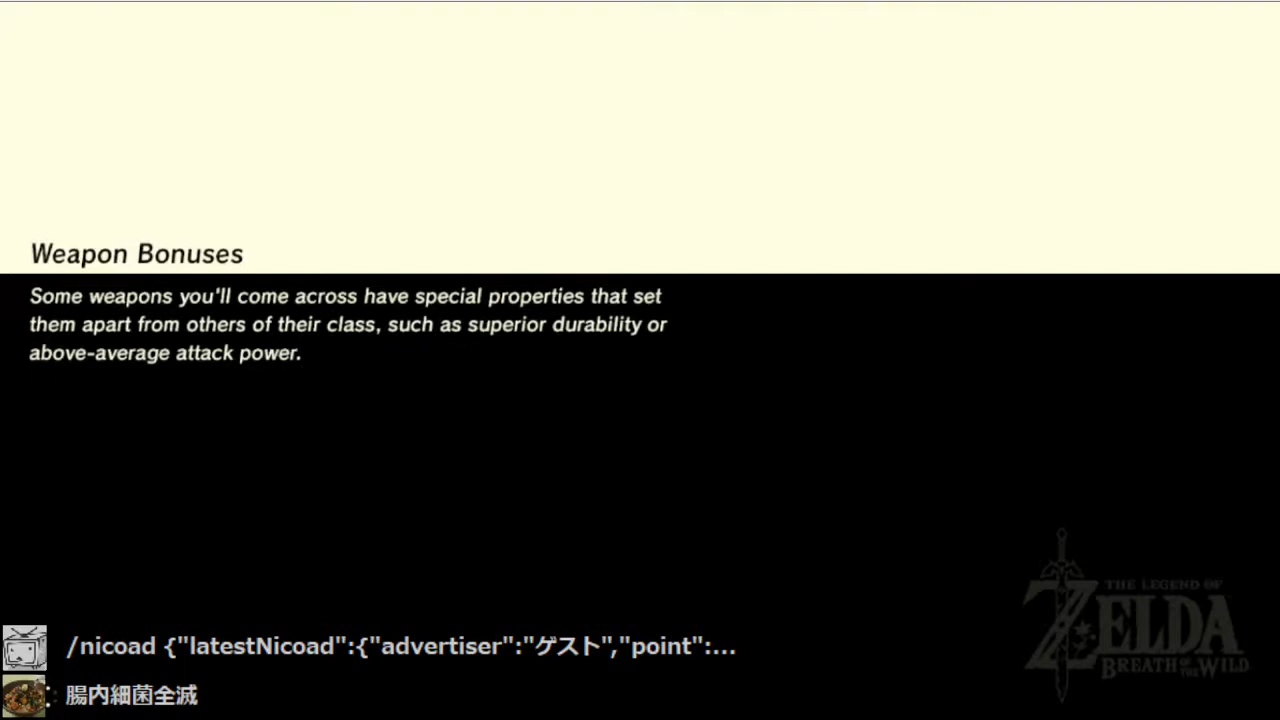 Weapon Bonuses
Some weapons you'll come across have special properties that set
them apart from others of their class, such as superior durability or
above-average attack power.
THE LEGEND OF
ZELDA
BREATH OF THE WILD
/nicoad {"latestNicoad":{"advertiser":"ゲスト","point":...
: 腸内細菌全滅